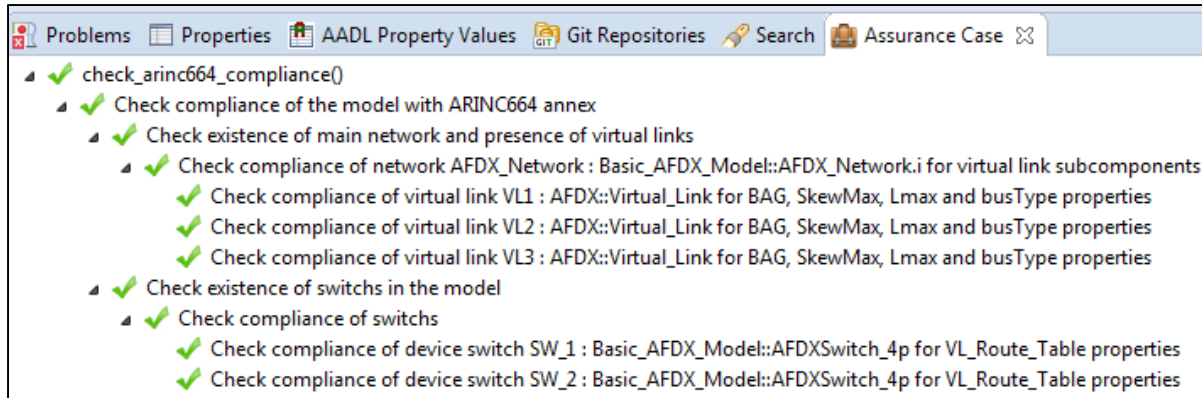 Problems Properties AADL Property Values Git Repositories Search Assurance Case
check_arinc664_compliance()
Check compliance of the model with ARINC664 annex
Check existence of main network and presence of virtual links
Check compliance of network AFDX_Network : Basic_AFDX_Model::AFDX_Network.i for virtual link subcomponents
Check compliance of virtual link VL1 : AFDX::Virtual_Link for BAG, SkewMax, Lmax and busType properties
Check compliance of virtual link VL2 : AFDX::Virtual_Link for BAG, SkewMax, Lmax and busType properties
Check compliance of virtual link VL3 : AFDX::Virtual_Link for BAG, SkewMax, Lmax and busType properties
Check existence of switchs in the model
Check compliance of switchs
Check compliance of device switch SW_1 : Basic_AFDX_Model::AFDXSwitch_4p for VL_Route_Table properties
Check compliance of device switch SW_2 : Basic_AFDX_Model::AFDXSwitch_4p for VL_Route_Table properties